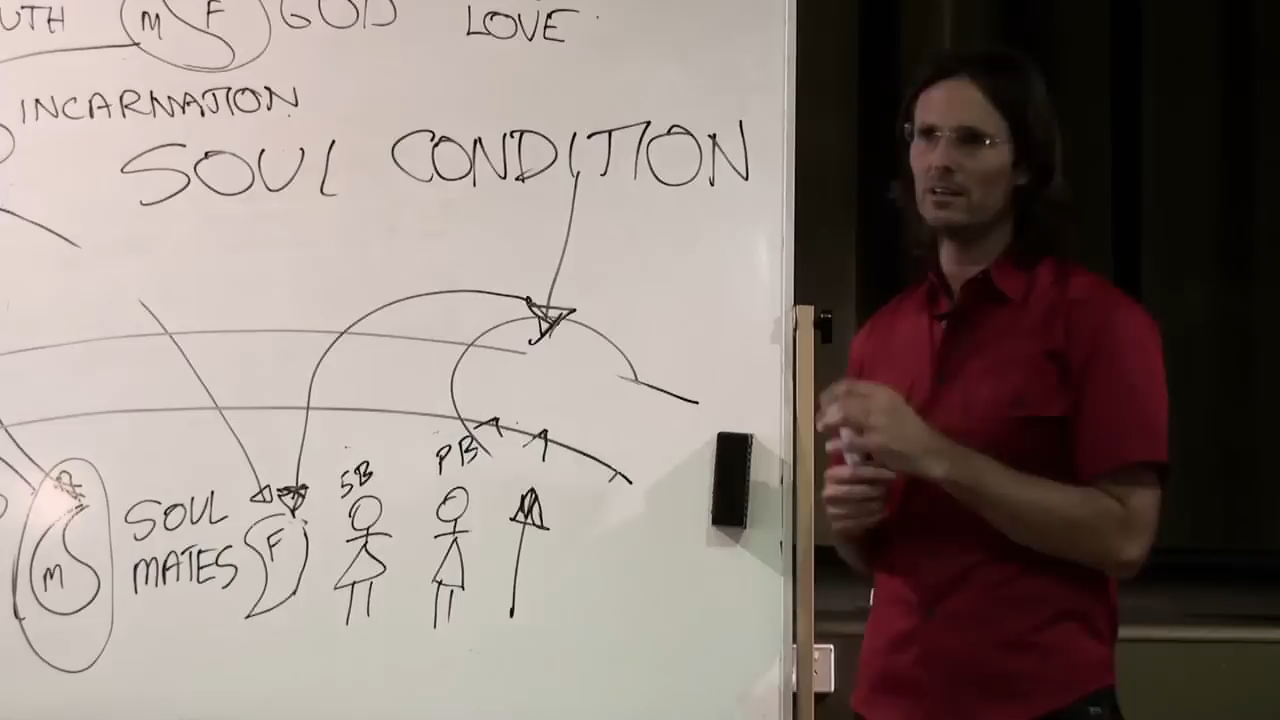 UTH M F GOD LOVE
INCARNATION
SOUL CONDITION
SB PB
SOUL
MATES F
M